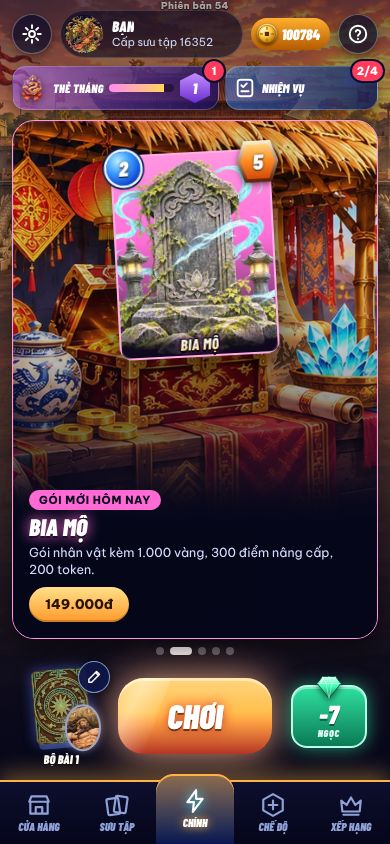 Phiên bản 54
BẠN
Cấp sưu tập 16352
100784
THẺ THÁNG
1
1
NHIỆM VỤ
2/4
2
5
BIA MỘ
GÓI MỚI HÔM NAY
BIA MỘ
Gói nhân vật kèm 1.000 vàng, 300 điểm nâng cấp,
200 token.
149.000đ
BỘ BÀI 1
CHƠI
-7
NGỌC
CỬA HÀNG
SƯU TẬP
CHÍNH
CHẾ ĐỘ
XẾP HẠNG